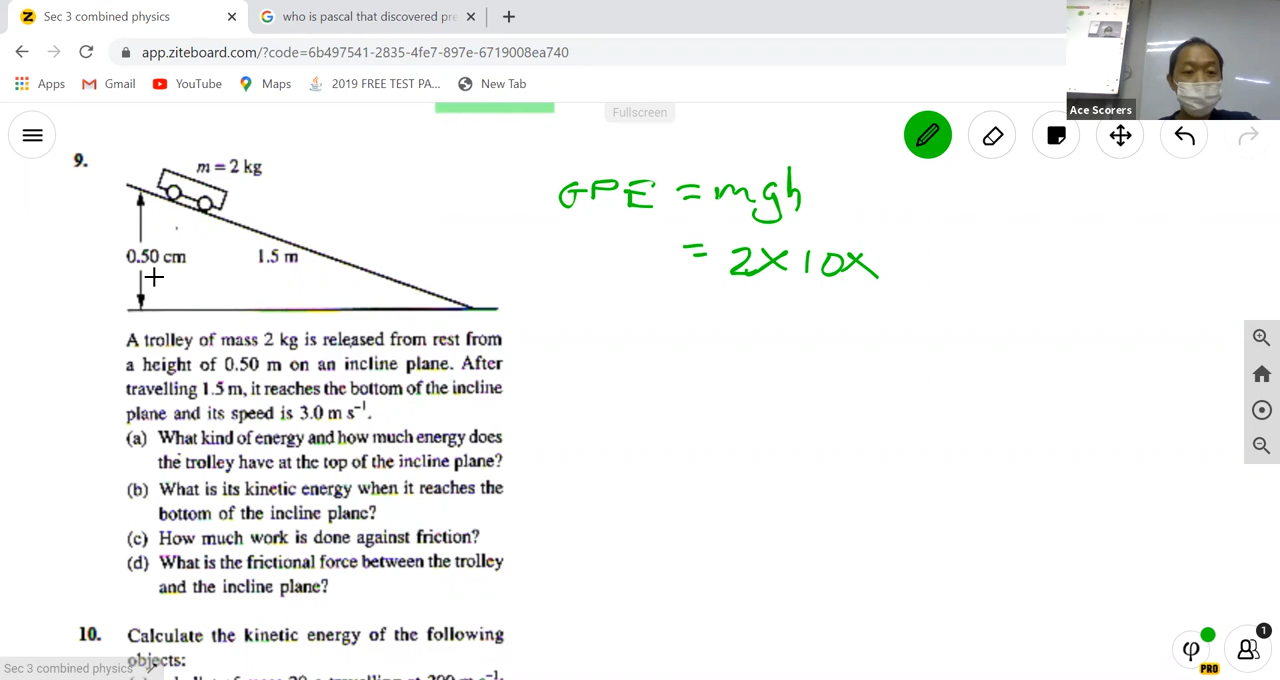 Sec 3 combined physics
who is pascal that discovered pre
app.ziteboard.com/?code=6b497541-2835-4fe7-897e-6719008ea740
Apps
Gmail
YouTube
Maps
2019 FREE TEST PA...
New Tab
Ace Scorers
Fullscreen
9.
m = 2 kg
0.50 cm
1.5 m
GPE = mgh
= 2 x 10 x
A trolley of mass 2 kg is released from rest from
a height of 0.50 m on an incline plane. After
travelling 1.5 m, it reaches the bottom of the incline
plane and its speed is 3.0 m s⁻¹.
(a) What kind of energy and how much energy does
the trolley have at the top of the incline plane?
(b) What is its kinetic energy when it reaches the
bottom of the incline plane?
(c) How much work is done against friction?
(d) What is the frictional force between the trolley
and the incline plane?
10. Calculate the kinetic energy of the following
objects:
Sec 3 combined physics
φ
PRO
1